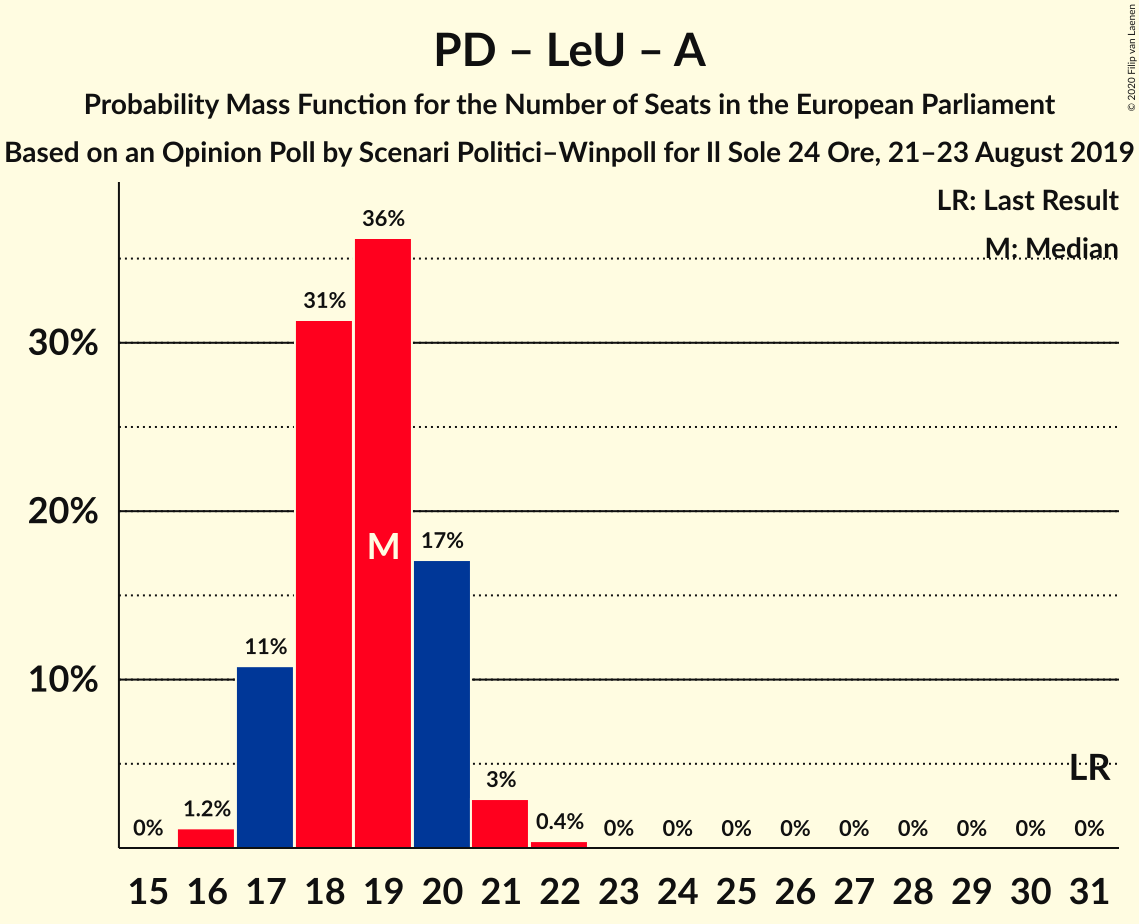 PD – LeU – A
Probability Mass Function for the Number of Seats in the European Parliament
Based on an Opinion Poll by Scenari Politici–Winpoll for Il Sole 24 Ore, 21–23 August 2019
© 2020 Filip van Laenen
LR: Last Result
M: Median
36%
31%
30%
20%
M
17%
11%
10%
LR
3%
1.2%
0.4%
0% 0% 0% 0% 0% 0% 0% 0% 0% 0%
15 16 17 18 19 20 21 22 23 24 25 26 27 28 29 30 31